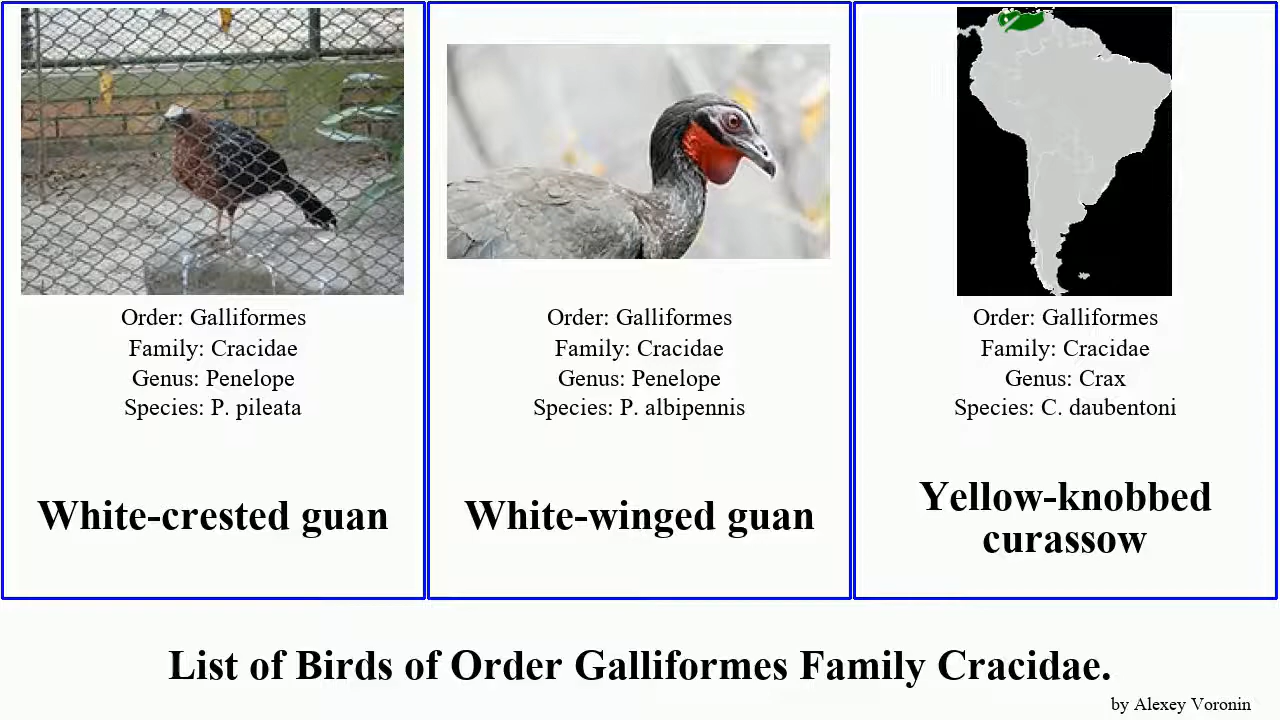 Order: Galliformes
Family: Cracidae
Genus: Penelope
Species: P. pileata
White-crested guan
Order: Galliformes
Family: Cracidae
Genus: Penelope
Species: P. albipennis
White-winged guan
Order: Galliformes
Family: Cracidae
Genus: Crax
Species: C. daubentoni
Yellow-knobbed
curassow
List of Birds of Order Galliformes Family Cracidae.
by Alexey Voronin